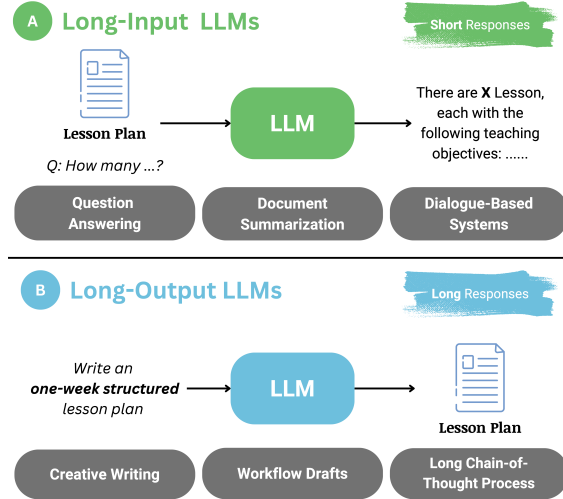 A Long-Input LLMs
Short Responses
Lesson Plan
Q: How many ...?
LLM
There are X Lesson,
each with the
following teaching
objectives: ......
Question
Answering
Document
Summarization
Dialogue-Based
Systems
B Long-Output LLMs
Long Responses
Write an
one-week structured
lesson plan
LLM
Lesson Plan
Creative Writing
Workflow Drafts
Long Chain-of-
Thought Process